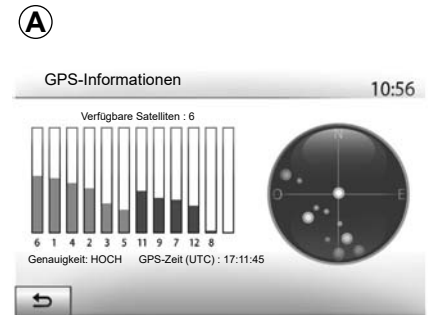 A
GPS-Informationen
10:56
Verfügbare Satelliten : 6
6 1 4 2 3 5 11 9 7 12 8
Genauigkeit: HOCH GPS-Zeit (UTC) : 17:11:45
N
O E